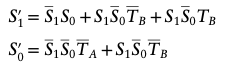 S′₁ = S̅₁S₀ + S₁S̅₀T̅_B + S₁S̅₀T_B
S′₀ = S̅₁S̅₀T̅_A + S₁S̅₀T̅_B